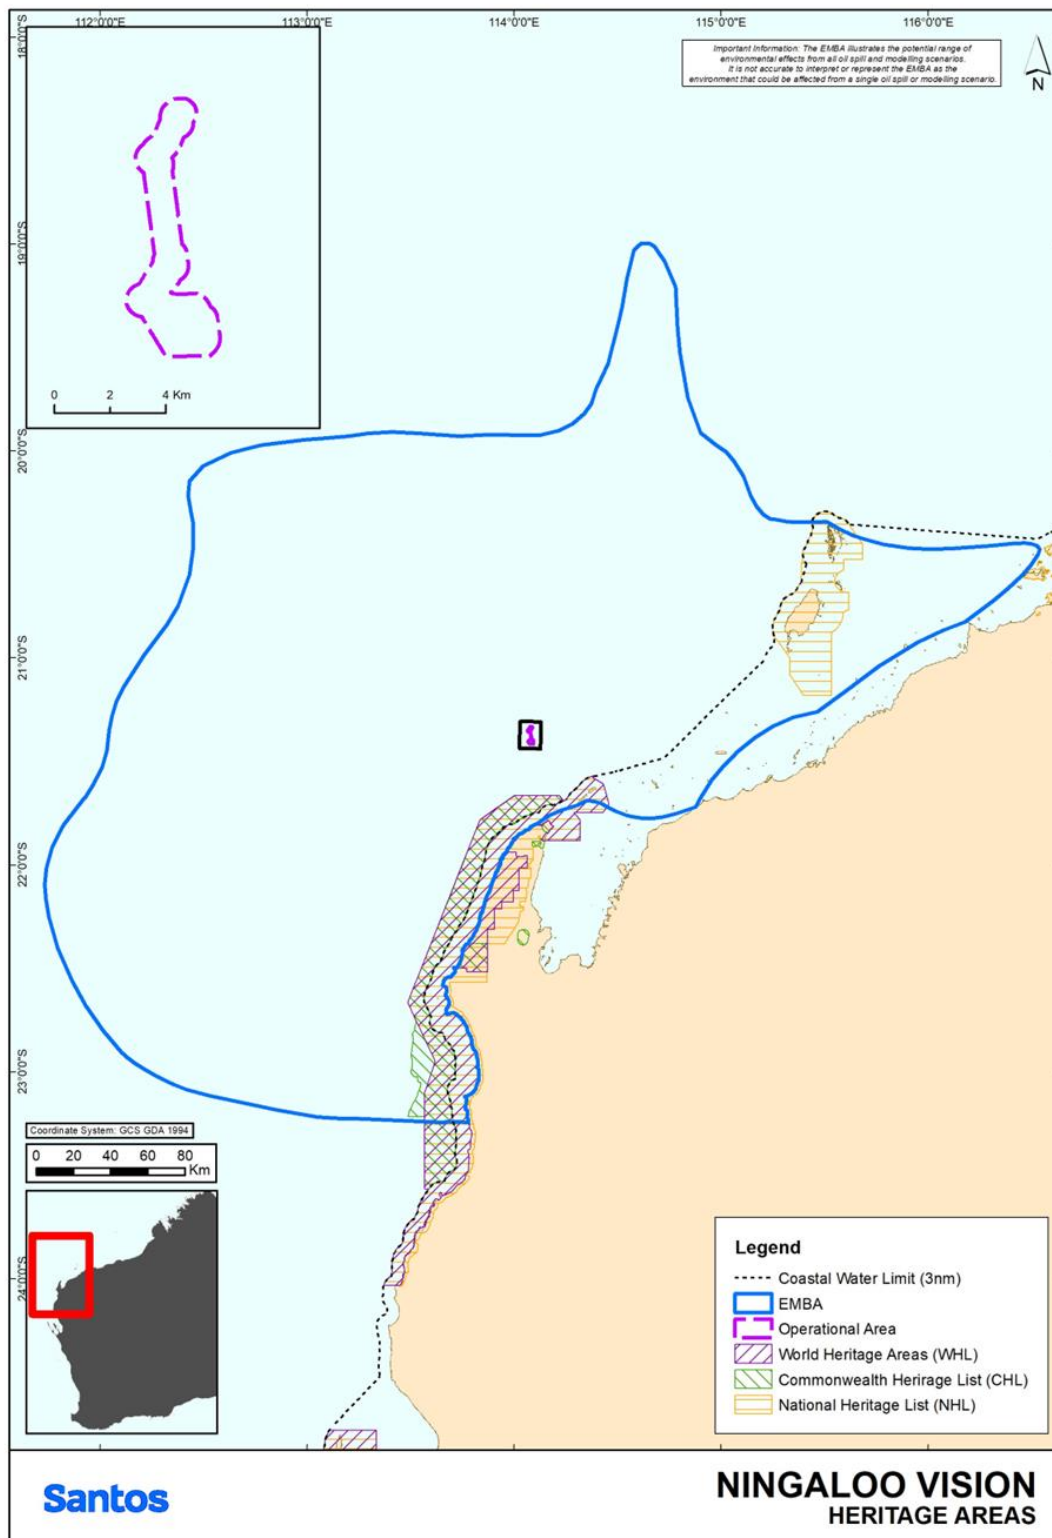 112°0'0"E 113°0'0"E 114°0'0"E 115°0'0"E 116°0'0"E
18°0'0"S
Important Information: The EMBA illustrates the potential range of
environmental effects from all oil spill and modelling scenarios.
It is not accurate to interpret or represent the EMBA as the
environment that could be affected from a single oil spill or modelling scenario.
N
19°0'0"S
0 2 4 Km
20°0'0"S
21°0'0"S
22°0'0"S
23°0'0"S
Coordinate System: GCS GDA 1994
0 20 40 60 80
Km
24°0'0"S
Legend
Coastal Water Limit (3nm)
EMBA
Operational Area
World Heritage Areas (WHL)
Commonwealth Herirage List (CHL)
National Heritage List (NHL)
Santos
NINGALOO VISION
HERITAGE AREAS